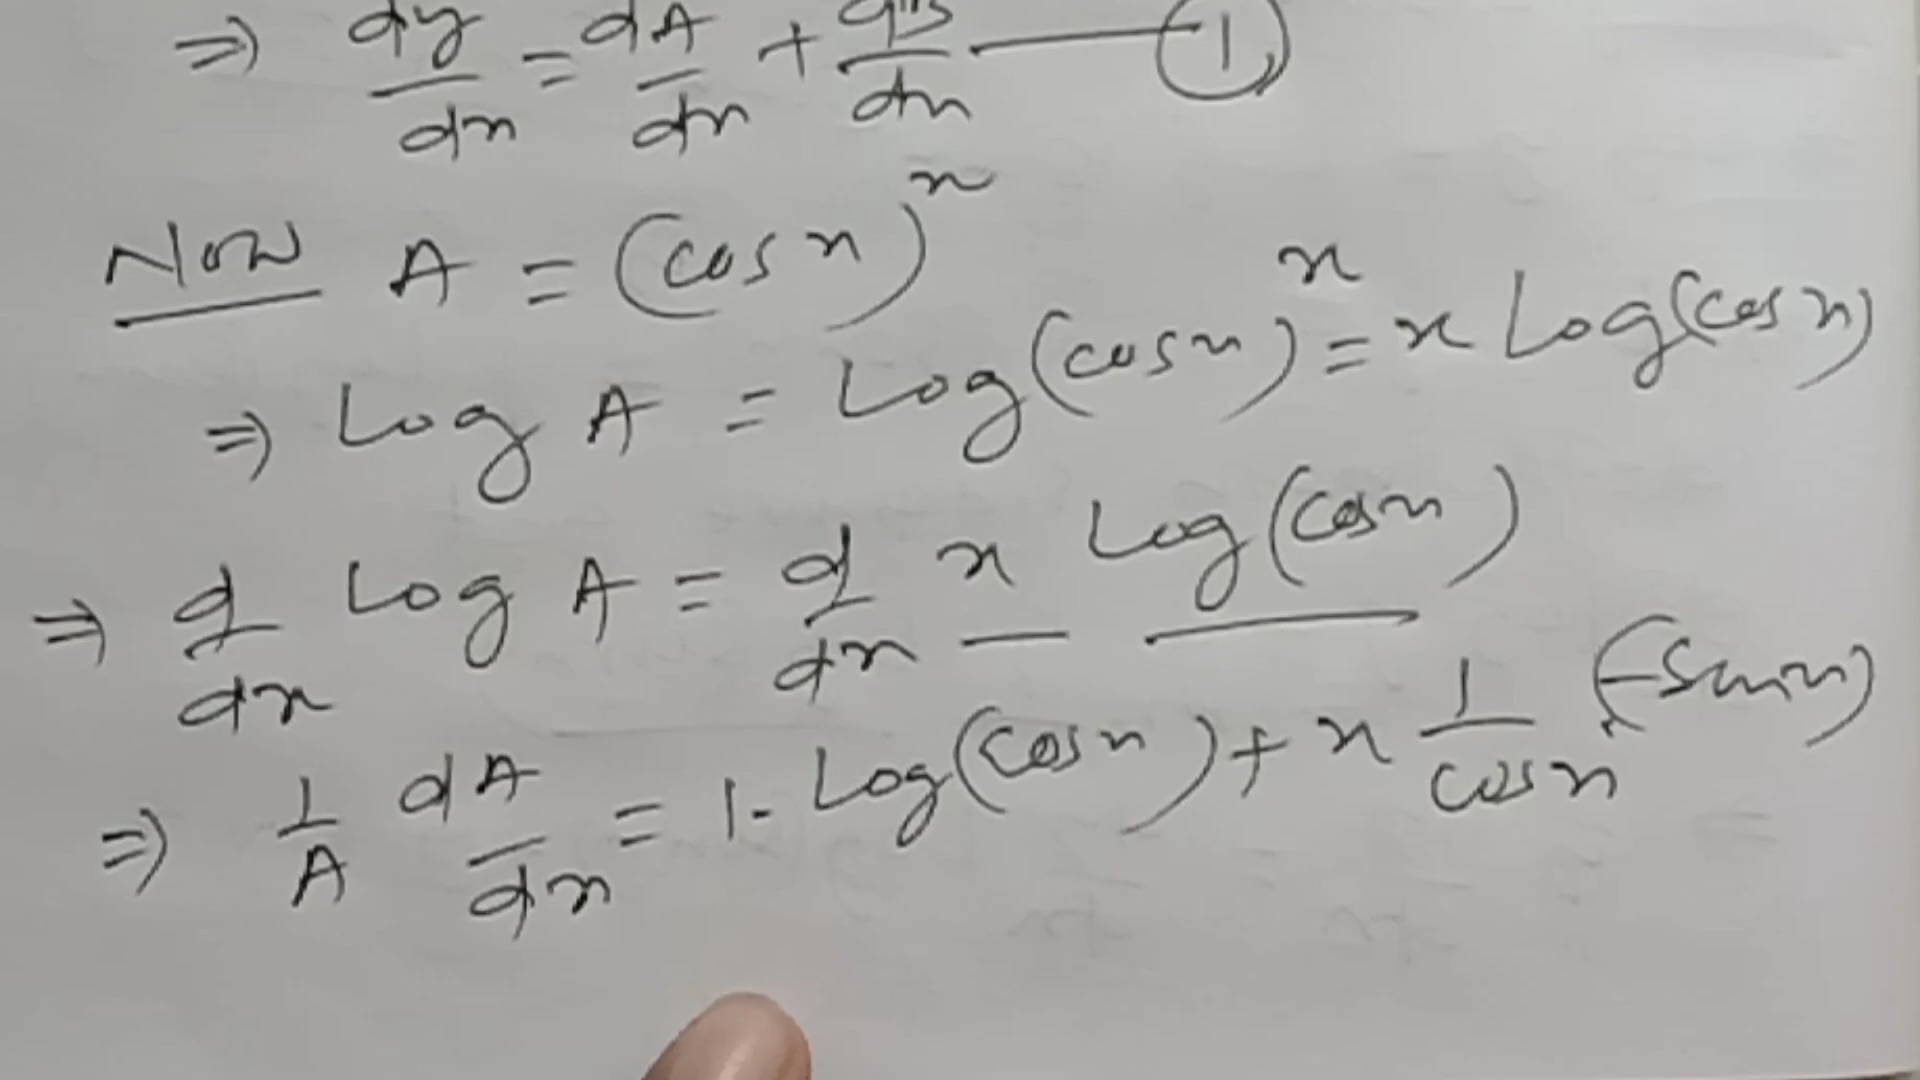 ⇒ dy/dx = dA/dx + dB/dx —— ①
Now A = (cos x)^x
⇒ Log A = Log(cos x)^x = x Log(cos x)
⇒ d/dx Log A = d/dx x Log(cos x)
⇒ 1/A dA/dx = 1. Log(cos x) + x 1/cos x . (-Sin x)